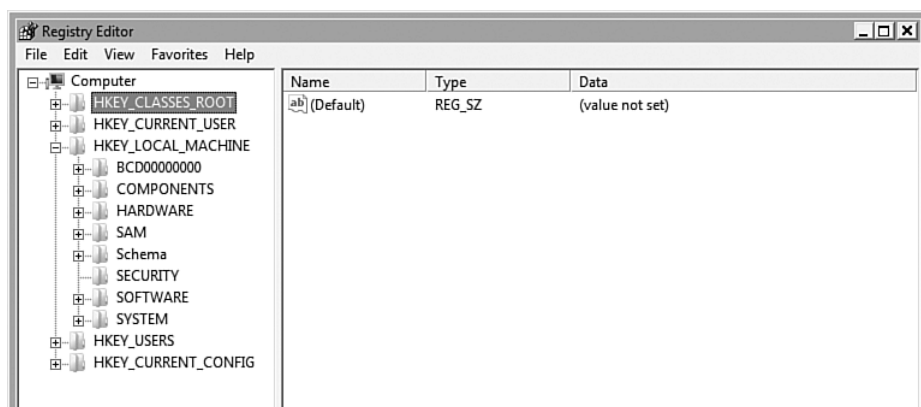 Registry Editor
File Edit View Favorites Help
Computer
HKEY_CLASSES_ROOT
HKEY_CURRENT_USER
HKEY_LOCAL_MACHINE
BCD00000000
COMPONENTS
HARDWARE
SAM
Schema
SECURITY
SOFTWARE
SYSTEM
HKEY_USERS
HKEY_CURRENT_CONFIG
Name Type Data
ab (Default) REG_SZ (value not set)